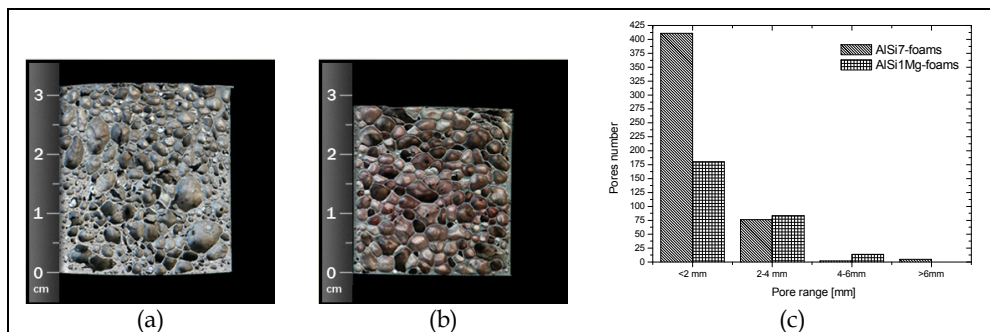 3
2
1
0
cm
(a)
3
2
1
0
cm
(b)
(c)
425
400
375
350
325
300
275
250
225
200
175
150
125
100
75
50
25
0
Pores number
AlSi7-foams
AlSi1Mg-foams
<2 mm 2-4 mm 4-6mm >6mm
Pore range [mm]